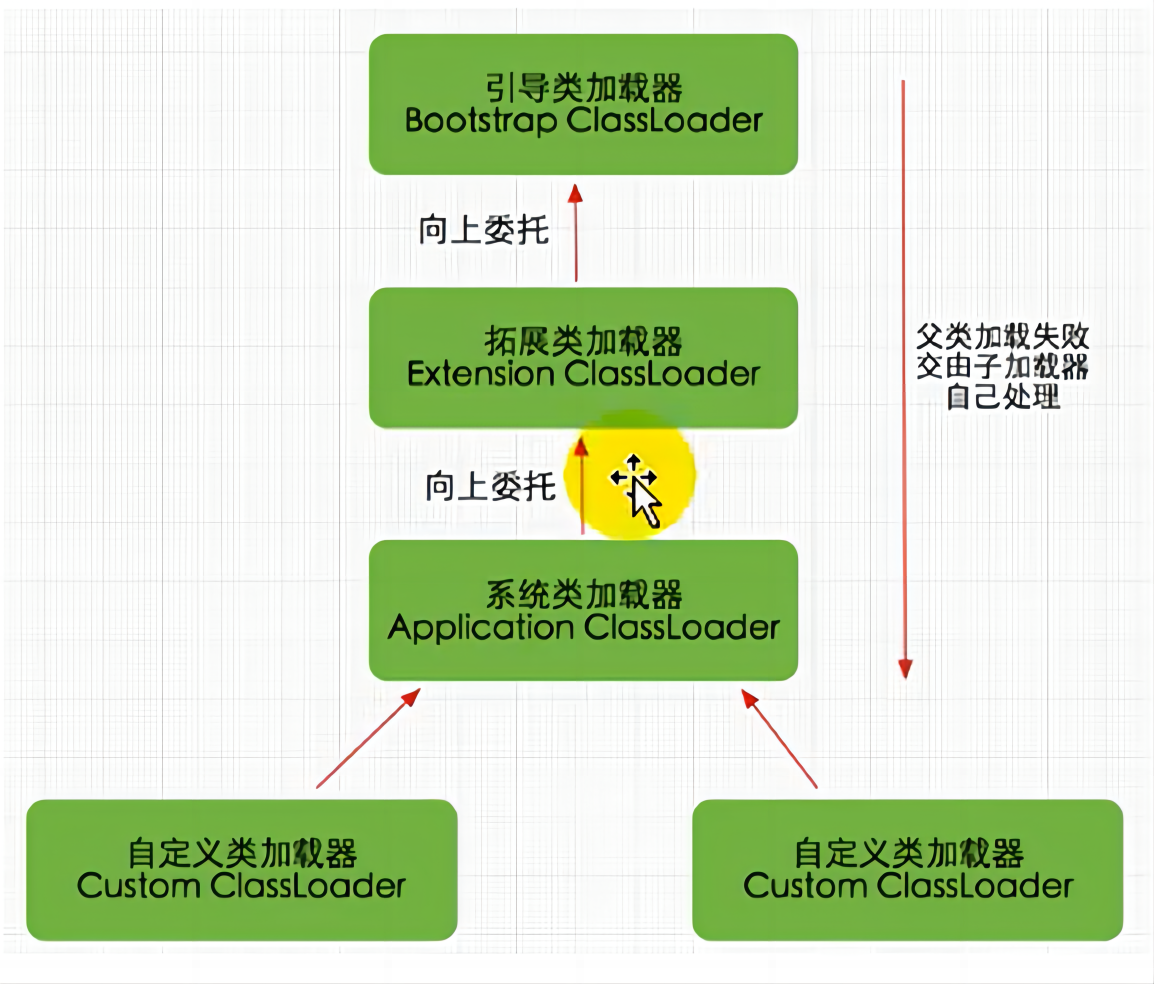 引导类加载器
Bootstrap ClassLoader
向上委托
拓展类加载器
Extension ClassLoader
父类加载失败
交由子加载器
自己处理
向上委托
系统类加载器
Application ClassLoader
自定义类加载器
Custom ClassLoader
自定义类加载器
Custom ClassLoader